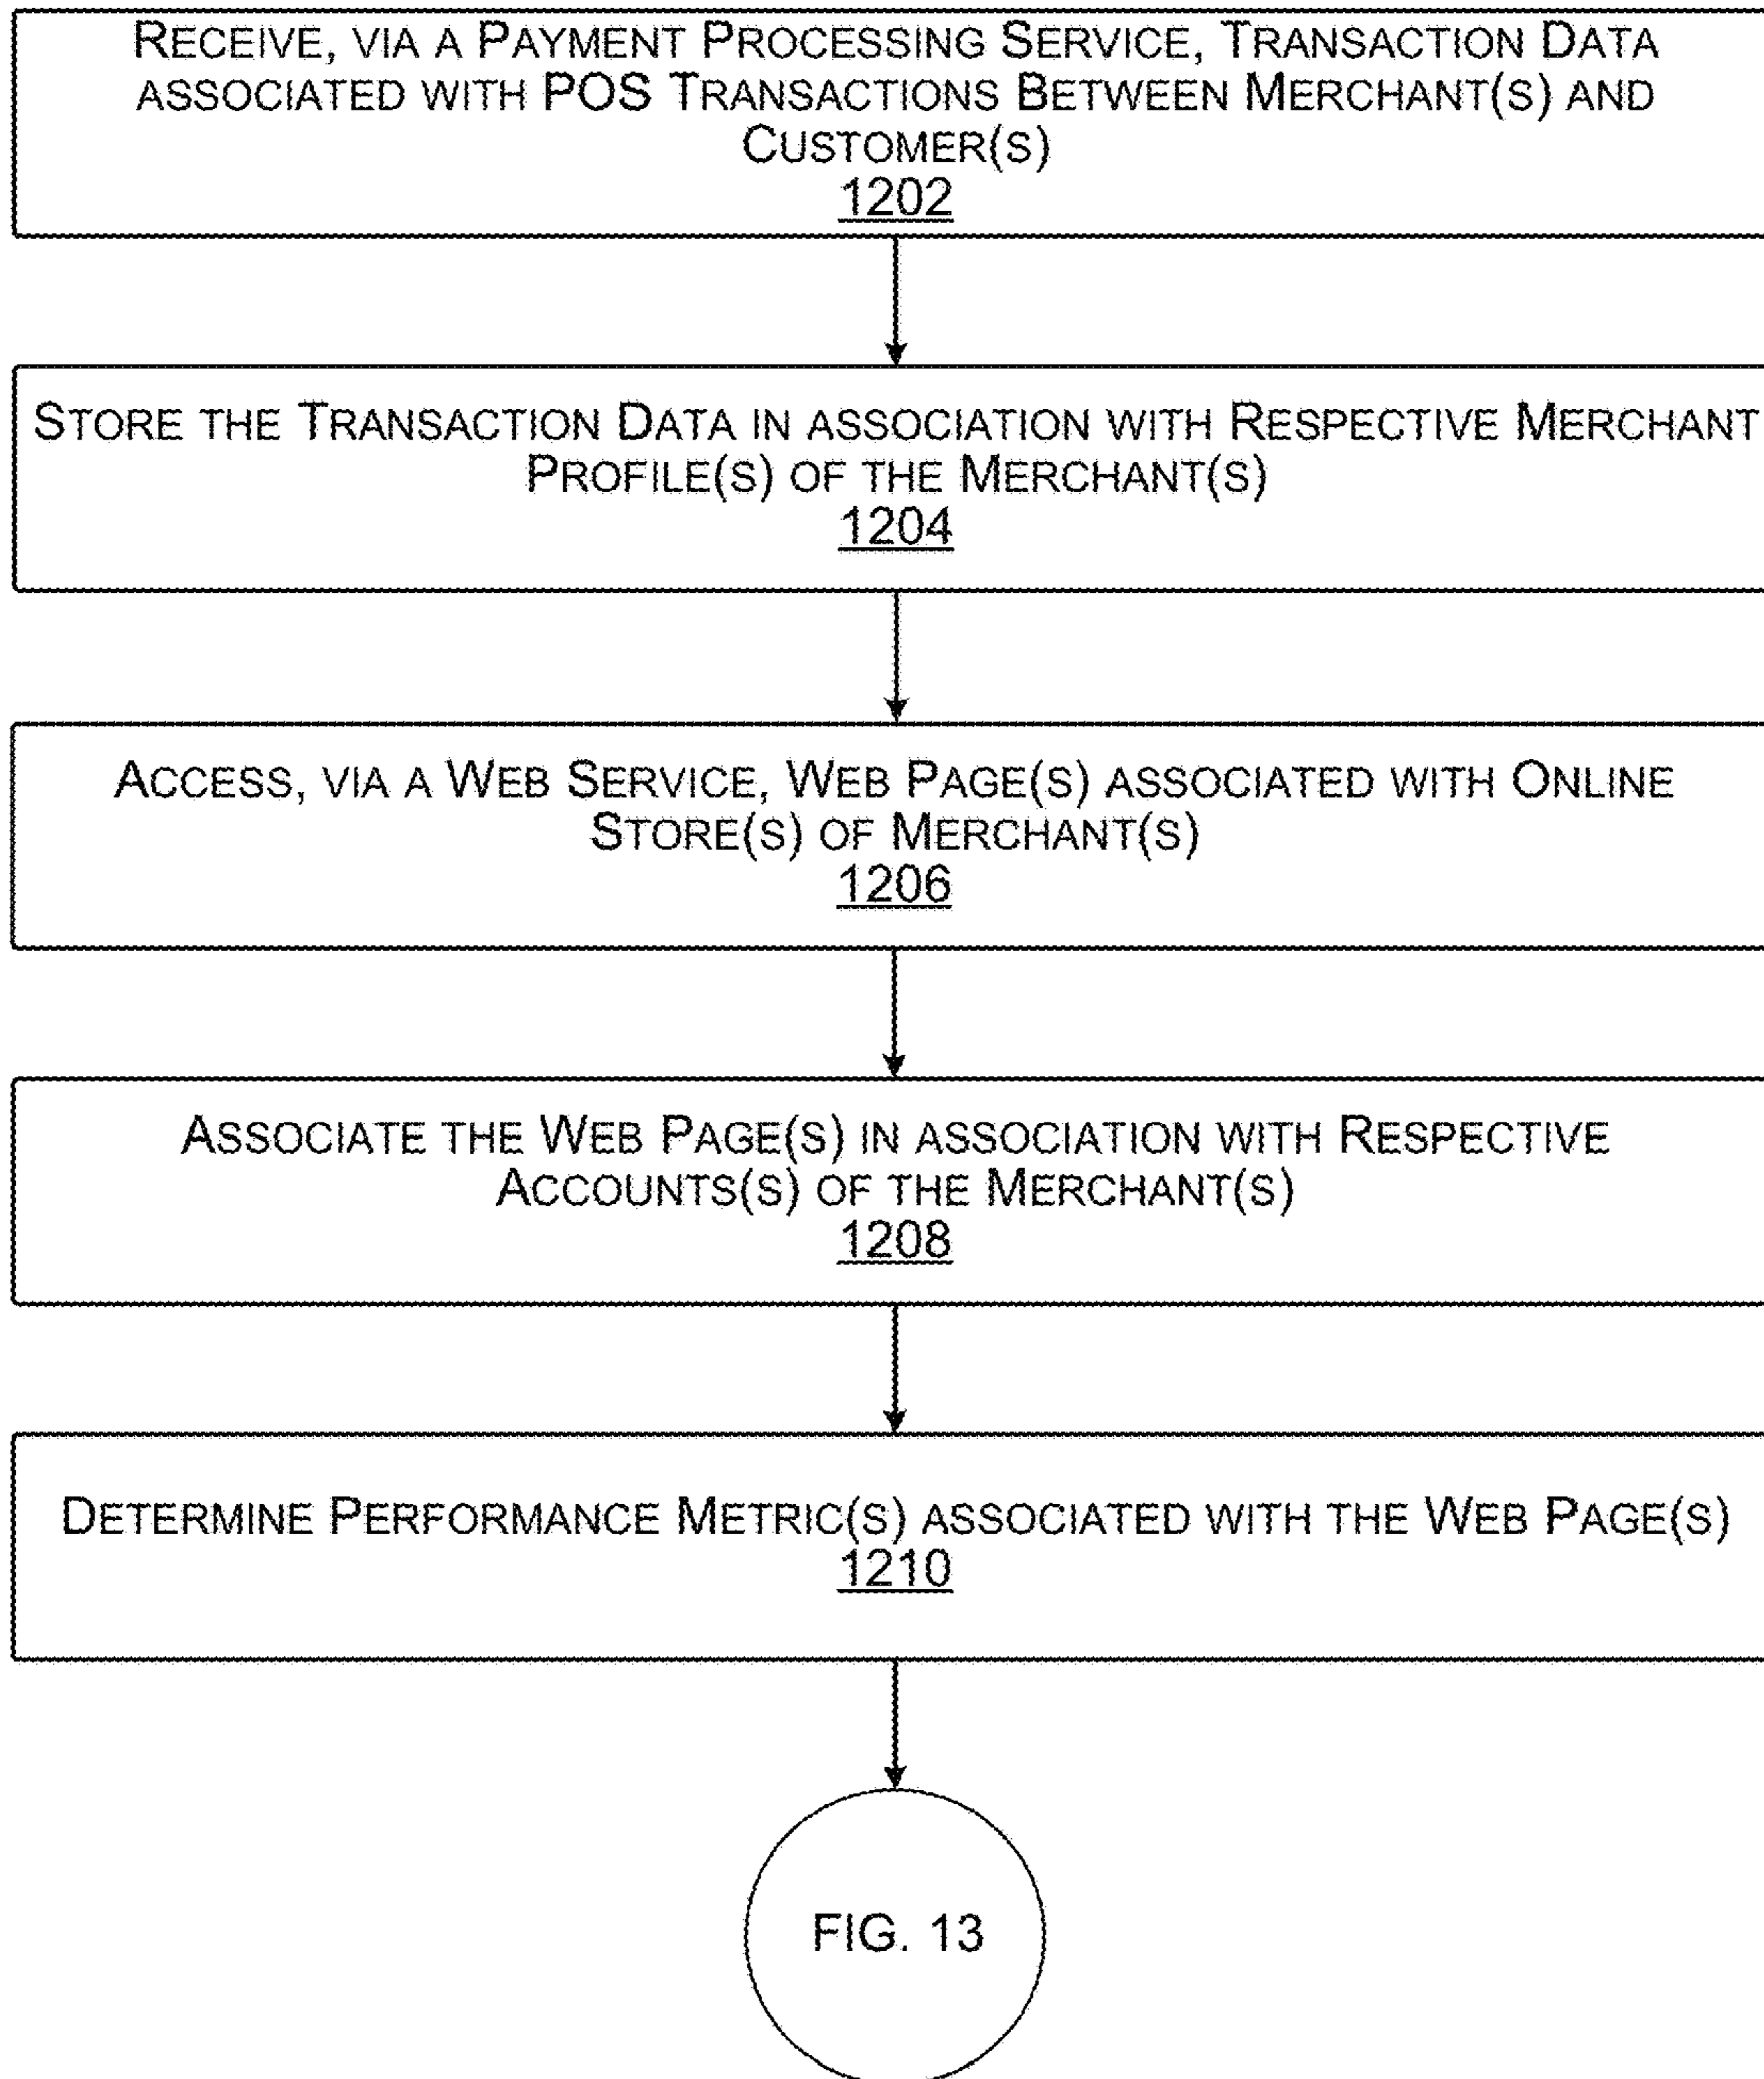 RECEIVE, VIA A PAYMENT PROCESSING SERVICE, TRANSACTION DATA
ASSOCIATED WITH POS TRANSACTIONS BETWEEN MERCHANT(S) AND
CUSTOMER(S)
1202
STORE THE TRANSACTION DATA IN ASSOCIATION WITH RESPECTIVE MERCHANT
PROFILE(S) OF THE MERCHANT(S)
1204
ACCESS, VIA A WEB SERVICE, WEB PAGE(S) ASSOCIATED WITH ONLINE
STORE(S) OF MERCHANT(S)
1206
ASSOCIATE THE WEB PAGE(S) IN ASSOCIATION WITH RESPECTIVE
ACCOUNTS(S) OF THE MERCHANT(S)
1208
DETERMINE PERFORMANCE METRIC(S) ASSOCIATED WITH THE WEB PAGE(S)
1210
FIG. 13